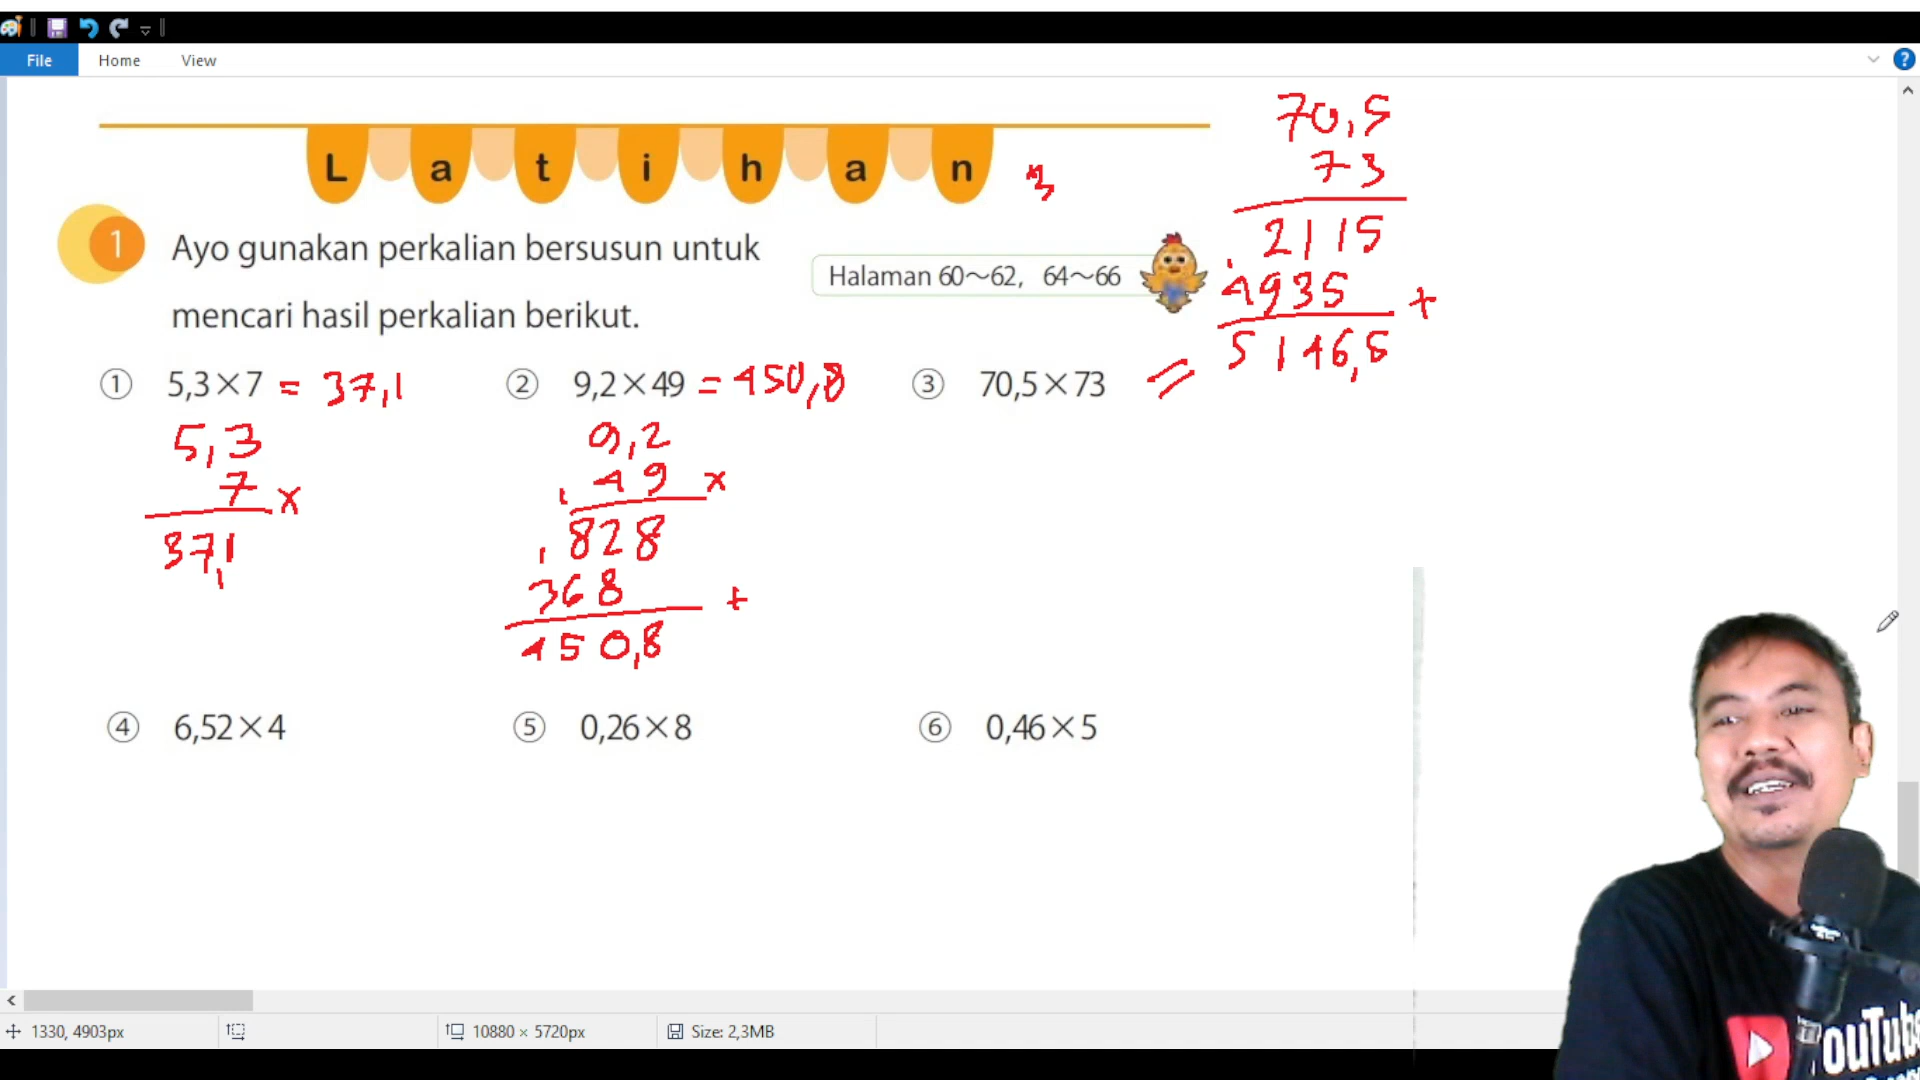 File Home View
Latihan 3
1 Ayo gunakan perkalian bersusun untuk
mencari hasil perkalian berikut.
Halaman 60~62, 64~66
① 5,3×7 = 37,1
5,3
7 x
37,1
② 9,2×49 = 450,8
9,2
49 x
828
368 +
450,8
③ 70,5×73 =
70,5
73
2115
4935 +
5146,5
④ 6,52×4
⑤ 0,26×8
⑥ 0,46×5
YouTube
1330, 4903px
10880 × 5720px
Size: 2,3MB